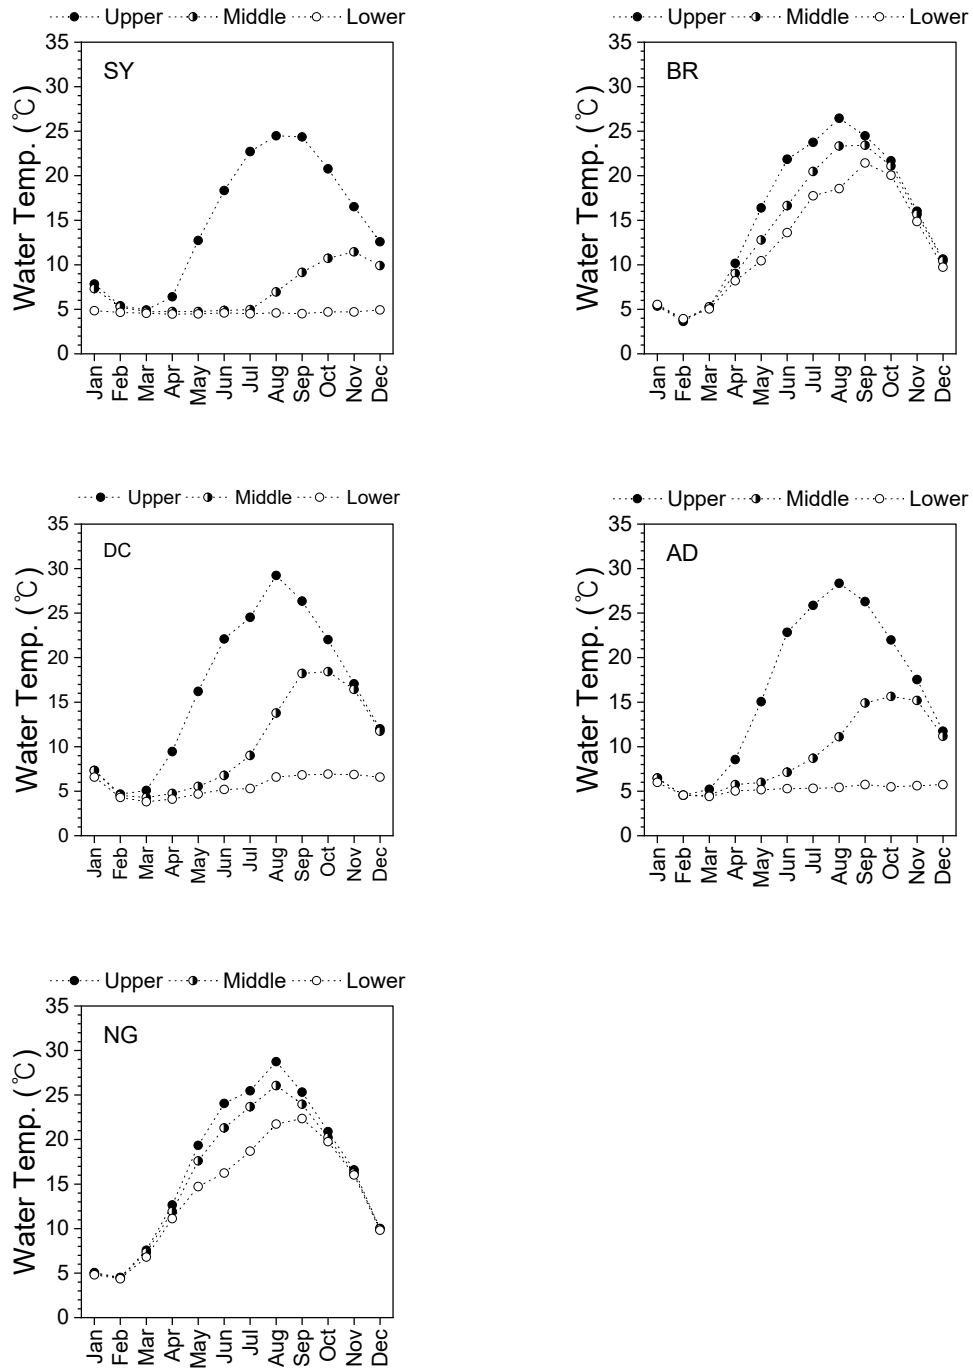 Upper Middle Lower
35
30
25
20
15
10
5
0
Water Temp. (℃)
SY
Jan Feb Mar Apr May Jun Jul Aug Sep Oct Nov Dec
Upper Middle Lower
35
30
25
20
15
10
5
0
Water Temp. (℃)
BR
Jan Feb Mar Apr May Jun Jul Aug Sep Oct Nov Dec
Upper Middle Lower
35
30
25
20
15
10
5
0
Water Temp. (℃)
DC
Jan Feb Mar Apr May Jun Jul Aug Sep Oct Nov Dec
Upper Middle Lower
35
30
25
20
15
10
5
0
Water Temp. (℃)
AD
Jan Feb Mar Apr May Jun Jul Aug Sep Oct Nov Dec
Upper Middle Lower
35
30
25
20
15
10
5
0
Water Temp. (℃)
NG
Jan Feb Mar Apr May Jun Jul Aug Sep Oct Nov Dec